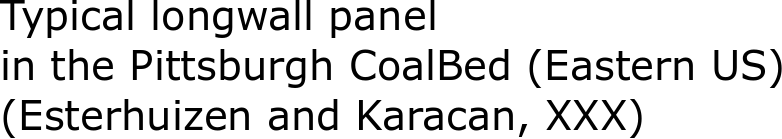 Typical longwall panel
in the Pittsburgh CoalBed (Eastern US)
(Esterhuizen and Karacan, XXX)